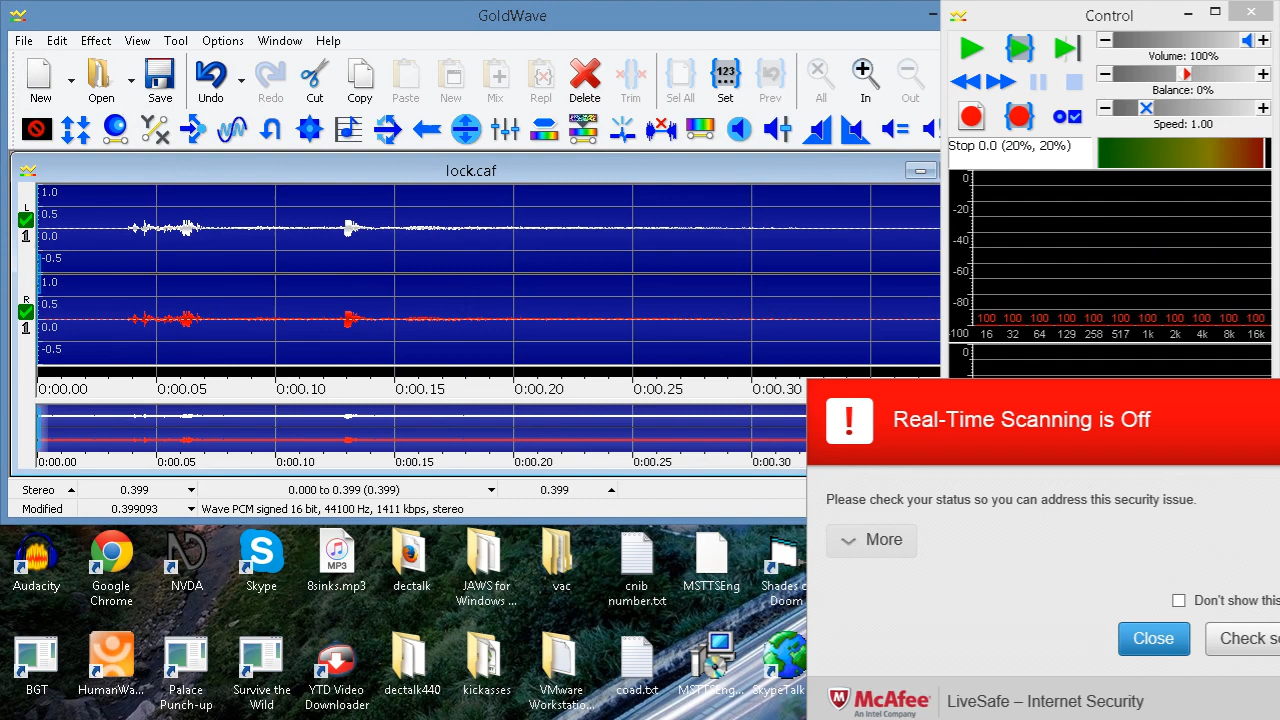 GoldWave
File Edit Effect View Tool Options Window Help
New Open Save Undo Redo Cut Copy Paste New Mix Repl Delete Trim Sel All Set Prev All In Out
123
lock.caf
L
1.0
0.5
0.0
-0.5
R
1.0
0.5
0.0
-0.5
0:00.00 0:00.05 0:00.10 0:00.15 0:00.20 0:00.25 0:00.30
0:00.00 0:00.05 0:00.10 0:00.15 0:00.20 0:00.25 0:00.30
Stereo 0.399 0.000 to 0.399 (0.399) 0.399
Modified 0.399093 Wave PCM signed 16 bit, 44100 Hz, 1411 kbps, stereo
Control
Volume: 100%
Balance: 0%
Speed: 1.00
Stop 0.0 (20%, 20%)
0
-20
-40
-60
-80
-100
100 100 100 100 100 100 100 100 100 100 100
16 32 64 129 258 517 1k 2k 4k 8k 16k
0
Real-Time Scanning is Off
Please check your status so you can address this security issue.
More
Don't show this
Close Check
McAfee
An Intel Company
LiveSafe – Internet Security
Audacity
Google
Chrome
NVDA
Skype
MP3
8sinks.mp3
dectalk
JAWS for
Windows ...
vac
cnib
number.txt
MSTTSEng
Shades
Doom
BGT
HumanWa...
Palace
Punch-up
Survive the
Wild
YTD Video
Downloader
dectalk440
kickasses
VMware
Workstatio...
coad.txt
MSTTSEng...
SkypeTalk